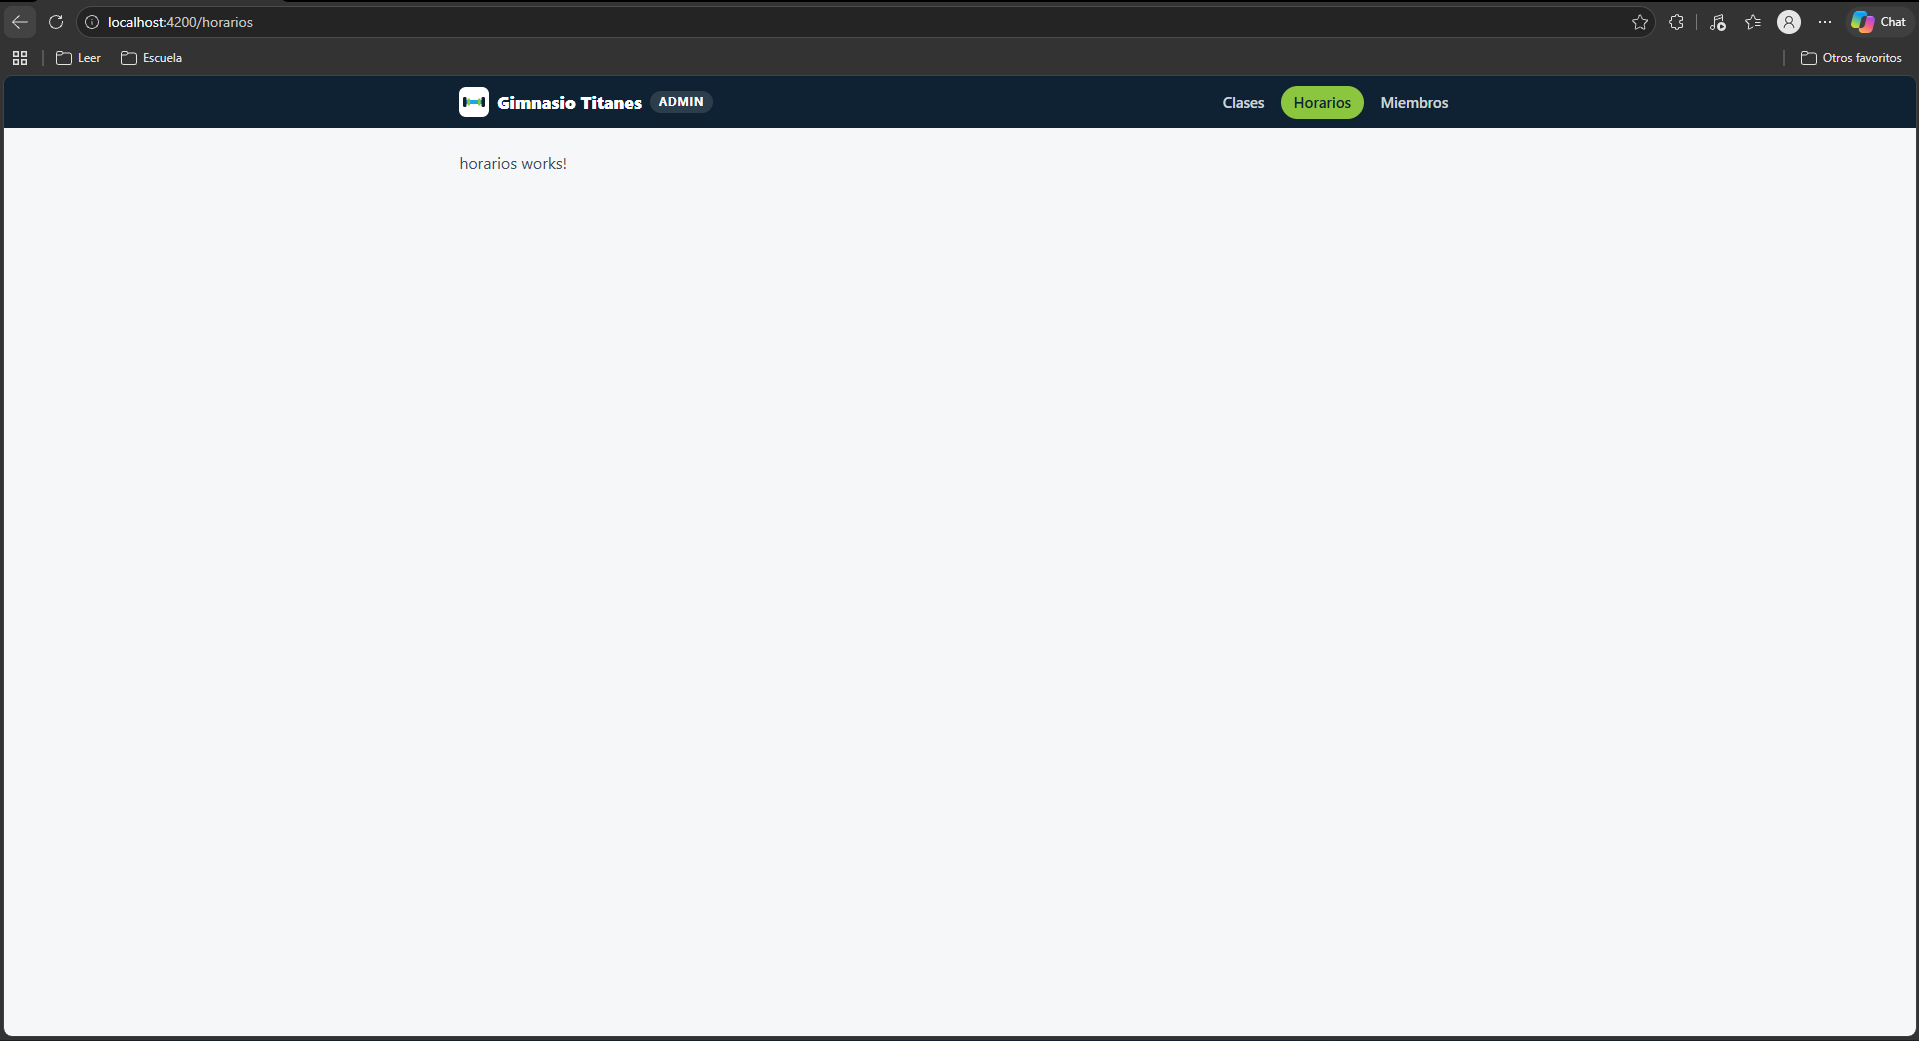 localhost:4200/horarios
Chat
Leer
Escuela
Otros favoritos
Gimnasio Titanes ADMIN
Clases
Horarios
Miembros
horarios works!